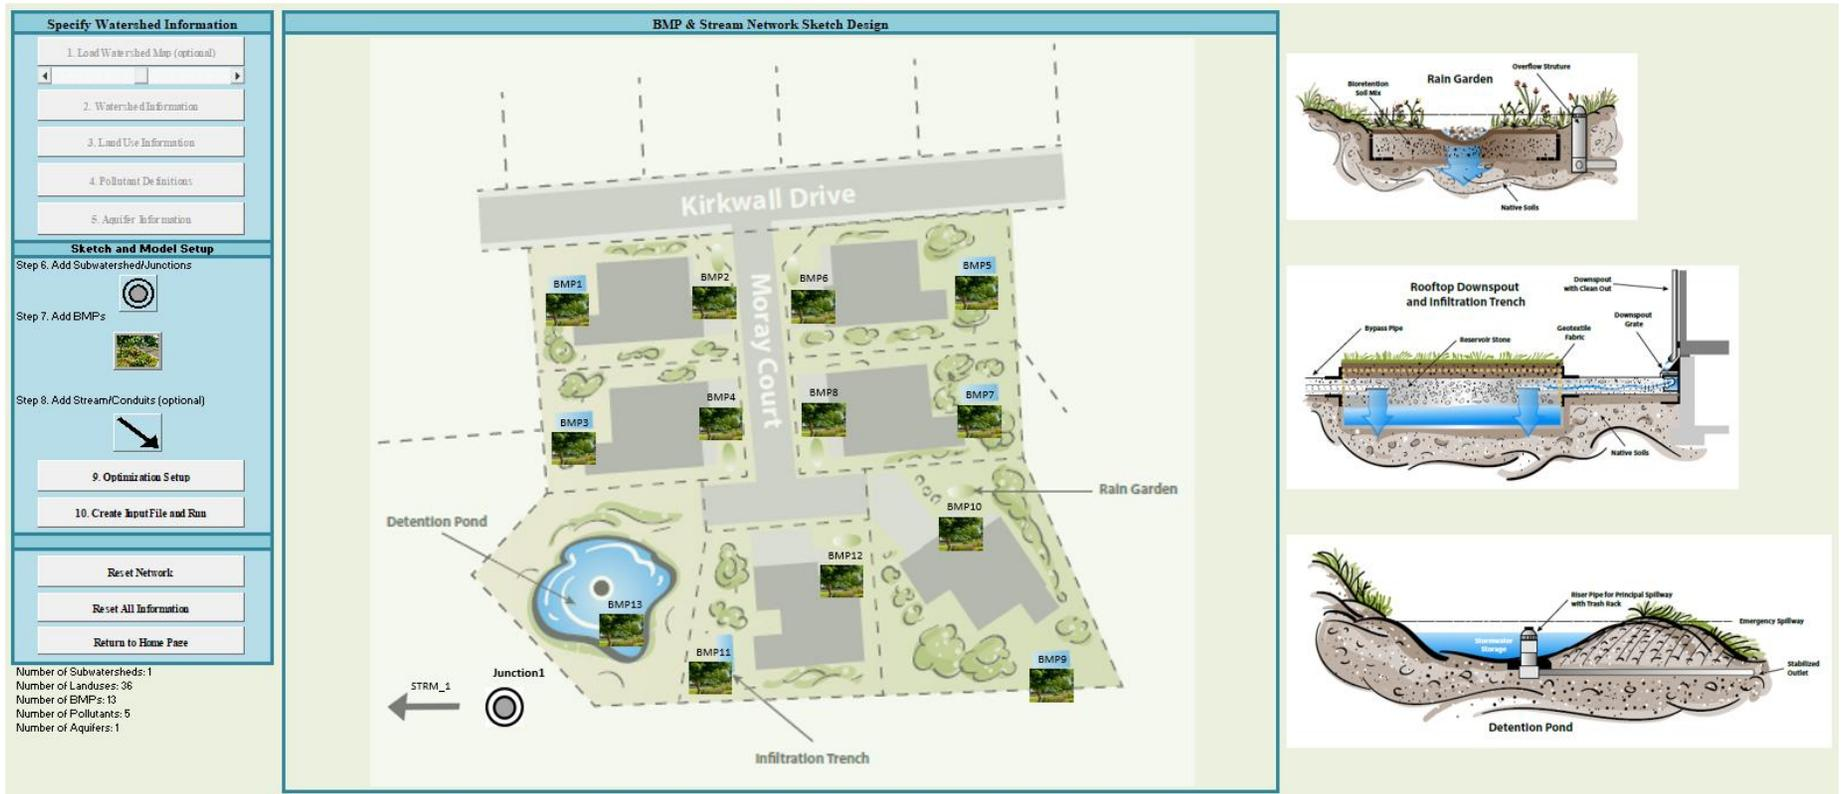 Specify Watershed Information
1. Load Watershed Map (optional)
2. Watershed Information
3. Land Use Information
4. Pollutant Definitions
5. Aquifer Information
Sketch and Model Setup
Step 6. Add Subwatershed/Junctions
Step 7. Add BMPs
Step 8. Add Stream/Conduits (optional)
9. Optimization Setup
10. Create Input File and Run
Reset Network
Reset All Information
Return to Home Page
Number of Subwatersheds: 1
Number of Landuses: 36
Number of BMPs: 13
Number of Pollutants: 5
Number of Aquifers: 1
BMP & Stream Network Sketch Design
Kirkwall Drive
Moray Court
BMP1
BMP2
BMP6
BMP5
BMP3
BMP4
BMP8
BMP7
Rain Garden
BMP10
Detention Pond
BMP12
BMP13
BMP11
BMP9
Junction1
STRM_1
Infiltration Trench
Rain Garden
Overflow Struture
Bioretention
Soil Mix
Native Soils
Rooftop Downspout
and Infiltration Trench
Downspout
with Clean Out
Downspout
Grate
Bypass Pipe
Reservoir Stone
Geotextile
Fabric
Native Soils
Riser Pipe for Principal Spillway
with Trash Rack
Emergency Spillway
Stormwater
Storage
Stabilized
Outlet
Detention Pond